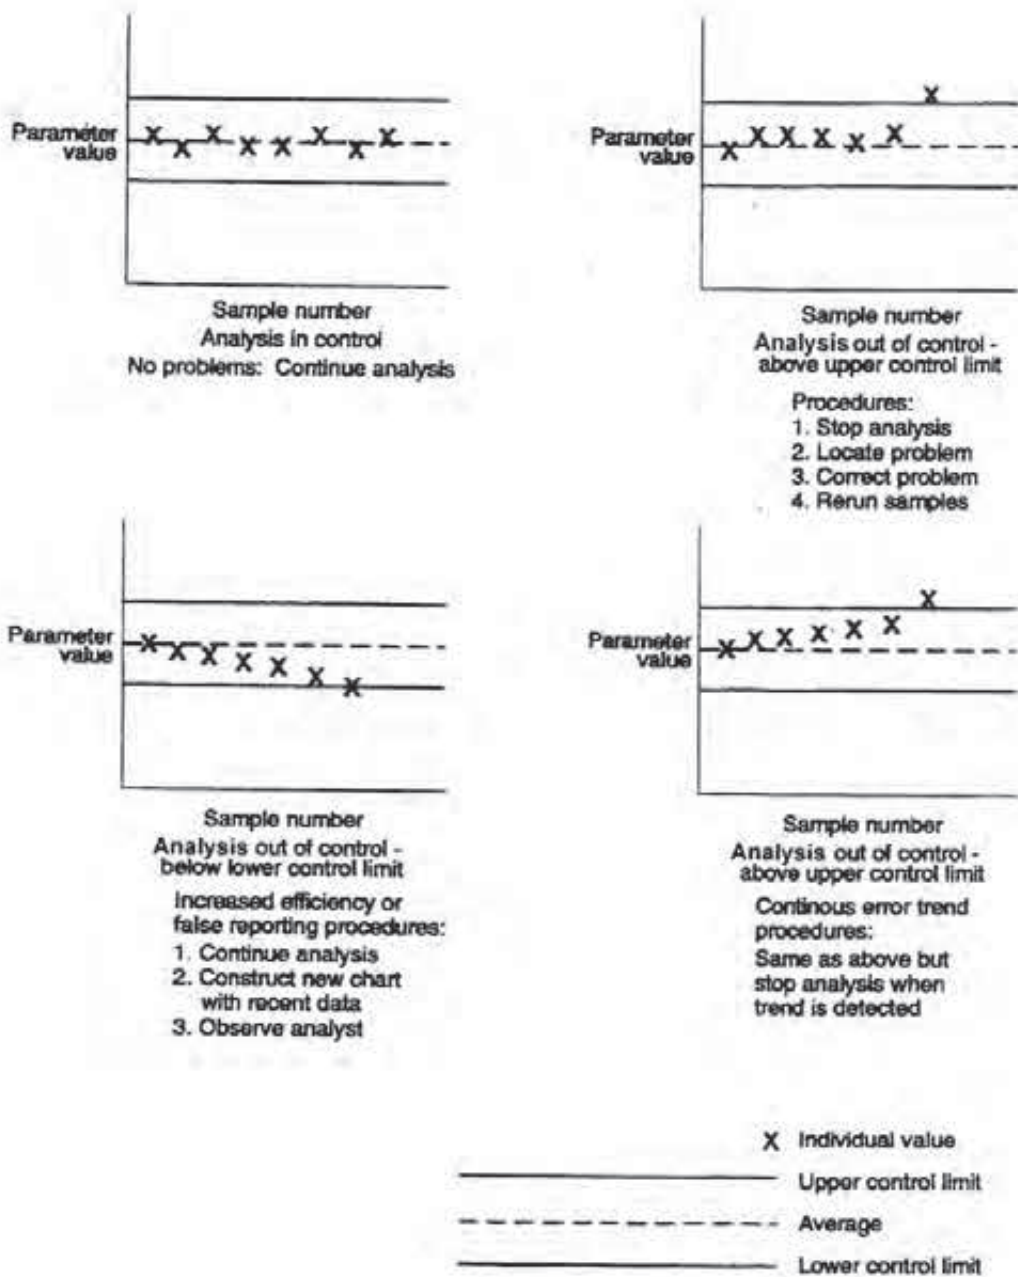 Parameter
value
Sample number
Analysis in control
No problems: Continue analysis
Parameter
value
Sample number
Analysis out of control -
above upper control limit
Procedures:
1. Stop analysis
2. Locate problem
3. Correct problem
4. Rerun samples
Parameter
value
Sample number
Analysis out of control -
below lower control limit
Increased efficiency or
false reporting procedures:
1. Continue analysis
2. Construct new chart
with recent data
3. Observe analyst
Parameter
value
Sample number
Analysis out of control -
above upper control limit
Continous error trend
procedures:
Same as above but
stop analysis when
trend is detected
X Individual value
Upper control limit
Average
Lower control limit